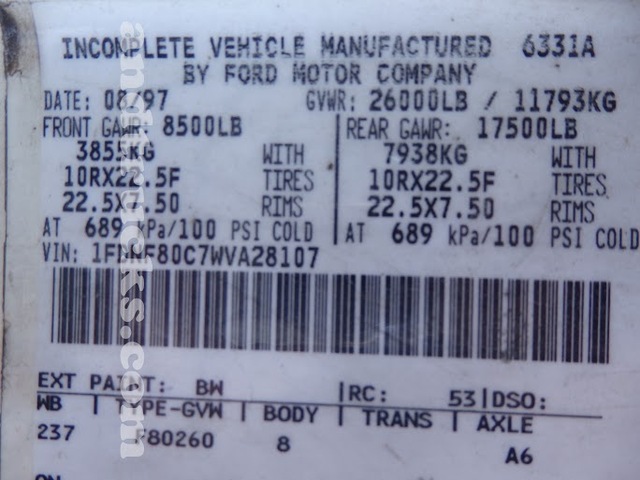 INCOMPLETE VEHICLE MANUFACTURED 6331A
BY FORD MOTOR COMPANY
DATE: 08/97 GVWR: 26000LB / 11793KG
FRONT GAWR: 8500LB REAR GAWR: 17500LB
3855KG WITH 7938KG WITH
10RX22.5F TIRES 10RX22.5F TIRES
22.5X7.50 RIMS 22.5X7.50 RIMS
AT 689 kPa/100 PSI COLD AT 689 kPa/100 PSI COLD
VIN:
EXT PAINT: BW RC: 53 DSO:
WB TYPE-GVW BODY TRANS AXLE
237 F80260 8 A6